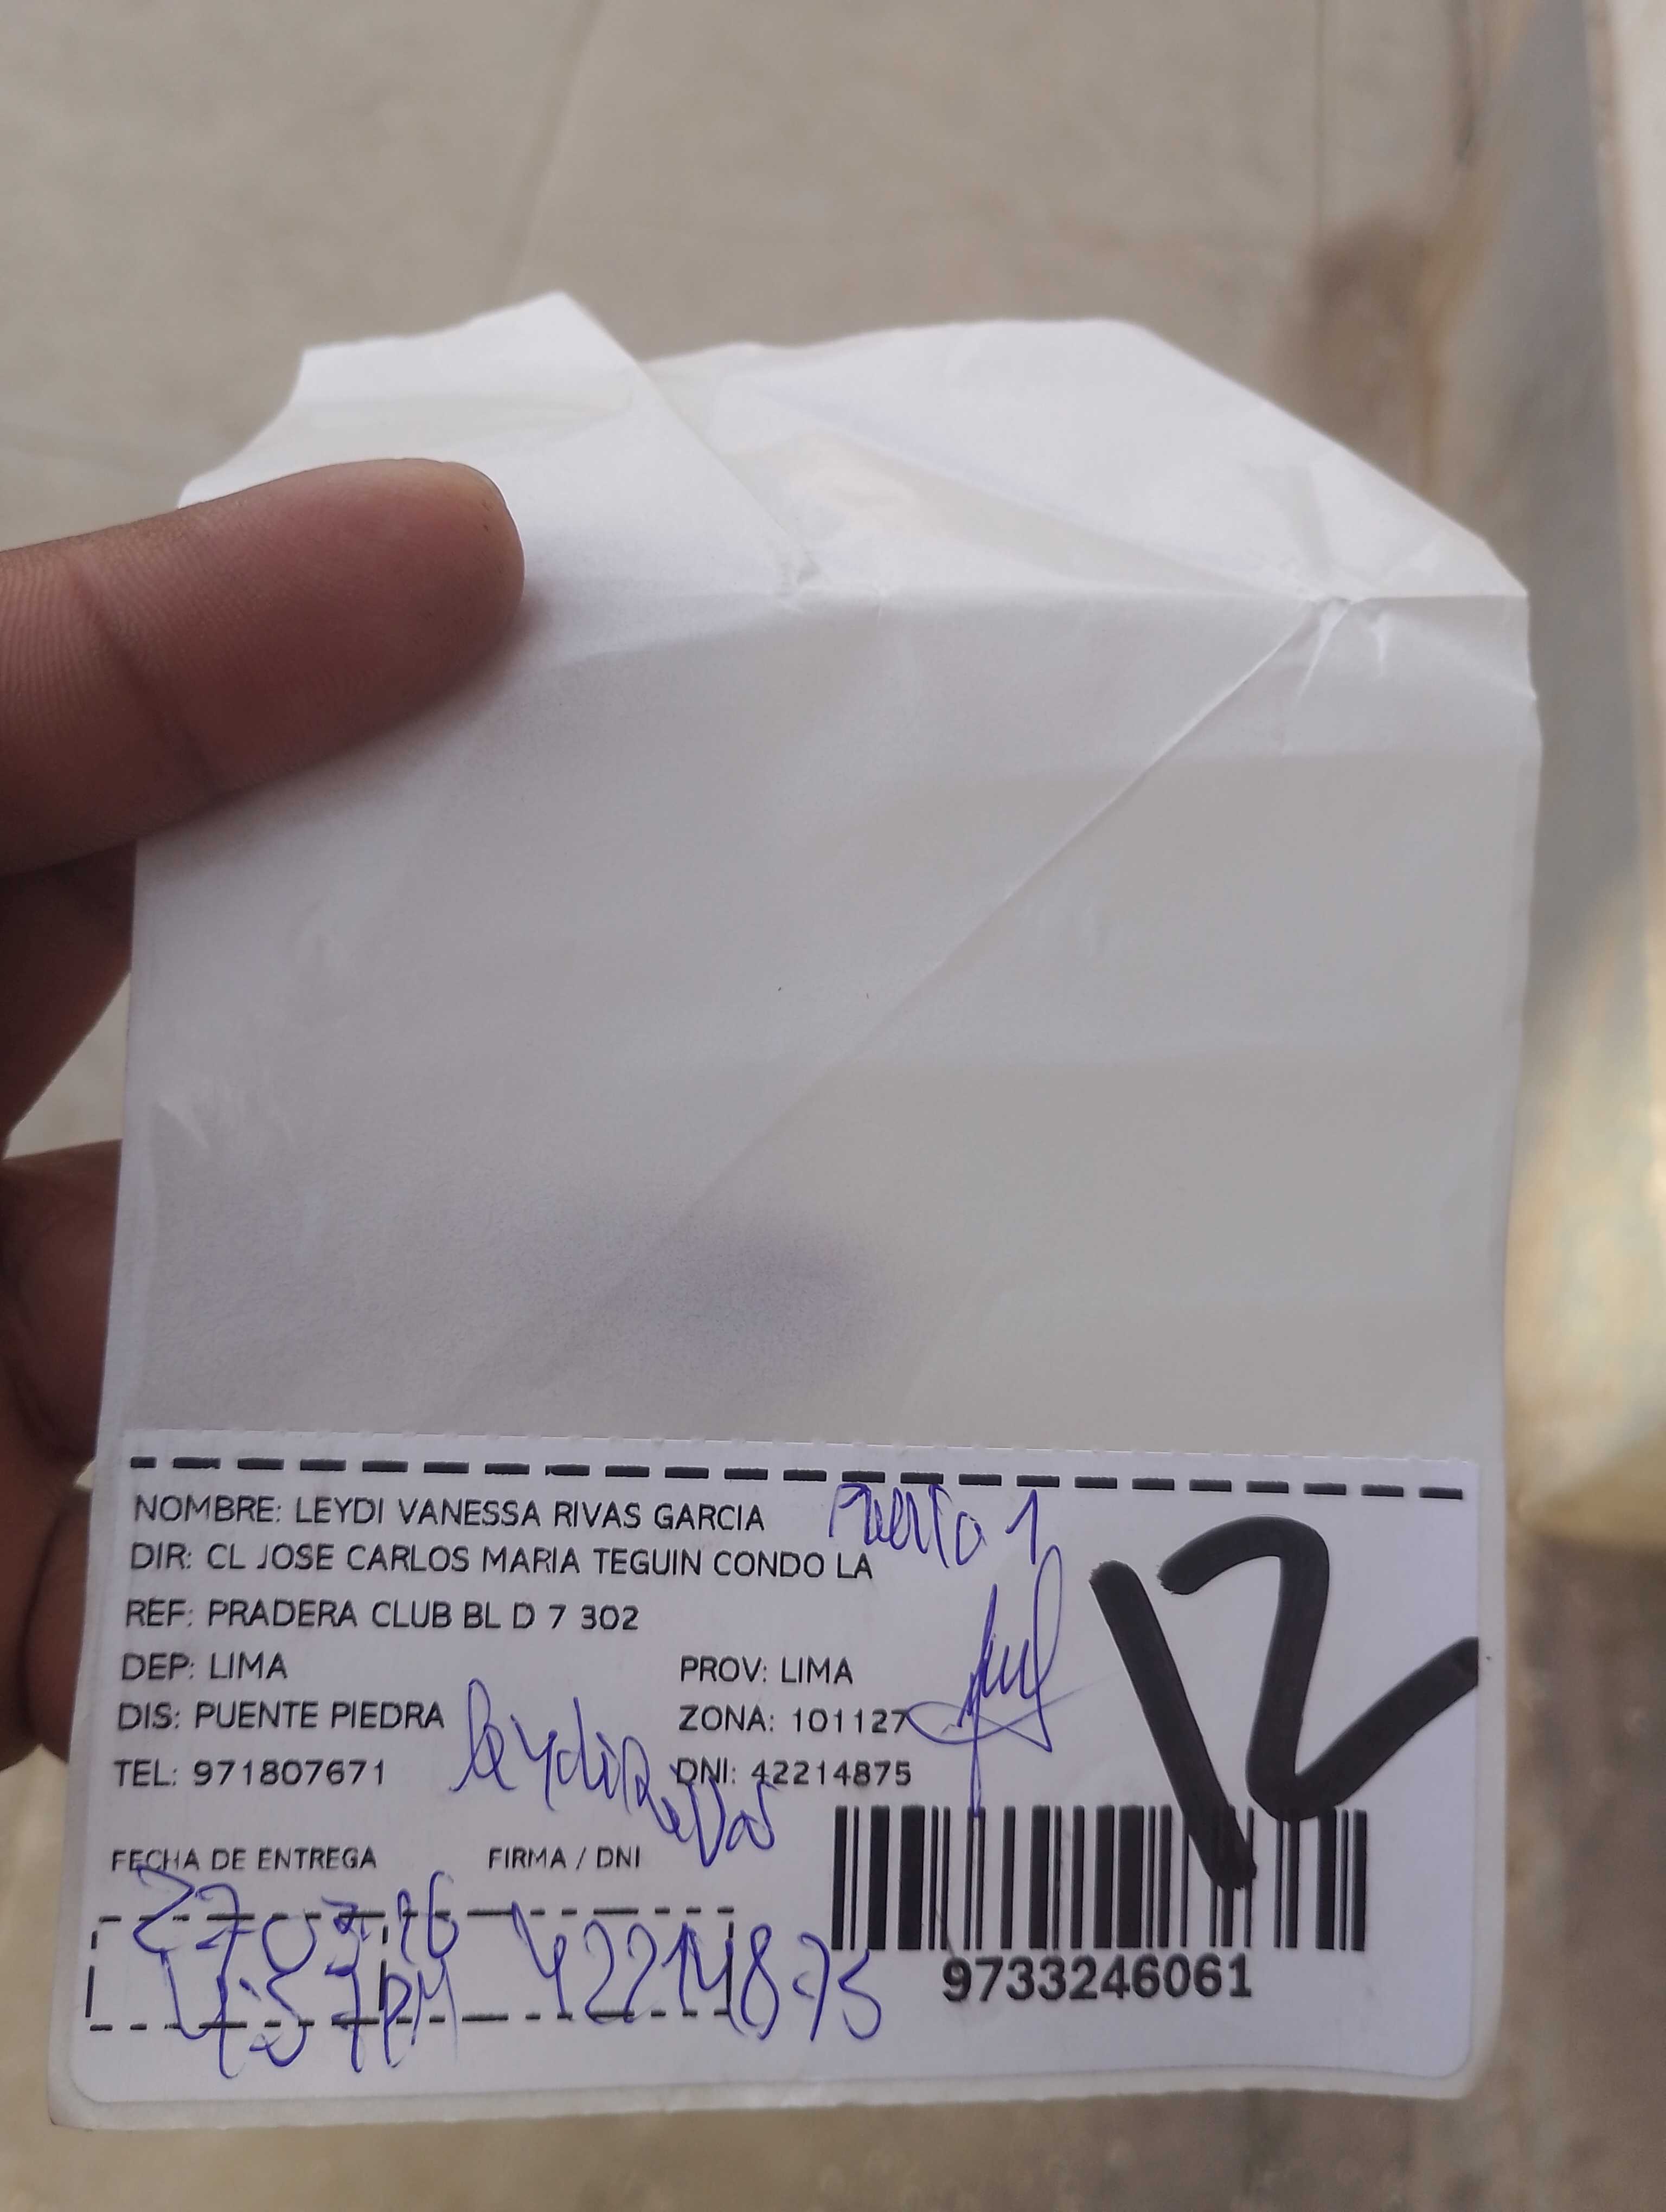 NOMBRE: LEYDI VANESSA RIVAS GARCIA
Puerta 1
DIR: CL JOSE CARLOS MARIA TEGUIN CONDO LA
REF: PRADERA CLUB BL D 7 302
12
DEP: LIMA PROV: LIMA
DIS: PUENTE PIEDRA ZONA: 101127
TEL: 971807671 DNI: 42214875
Leydi Rivas
FECHA DE ENTREGA FIRMA / DNI
42214875
9733246061